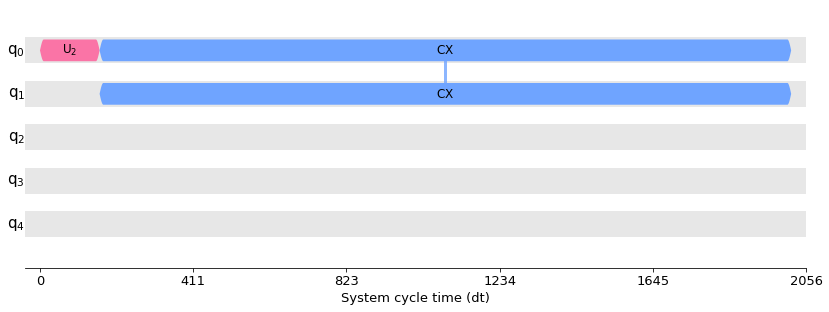 q₀ U₂ CX
q₁ CX
q₂
q₃
q₄
0 411 823 1234 1645 2056
System cycle time (dt)